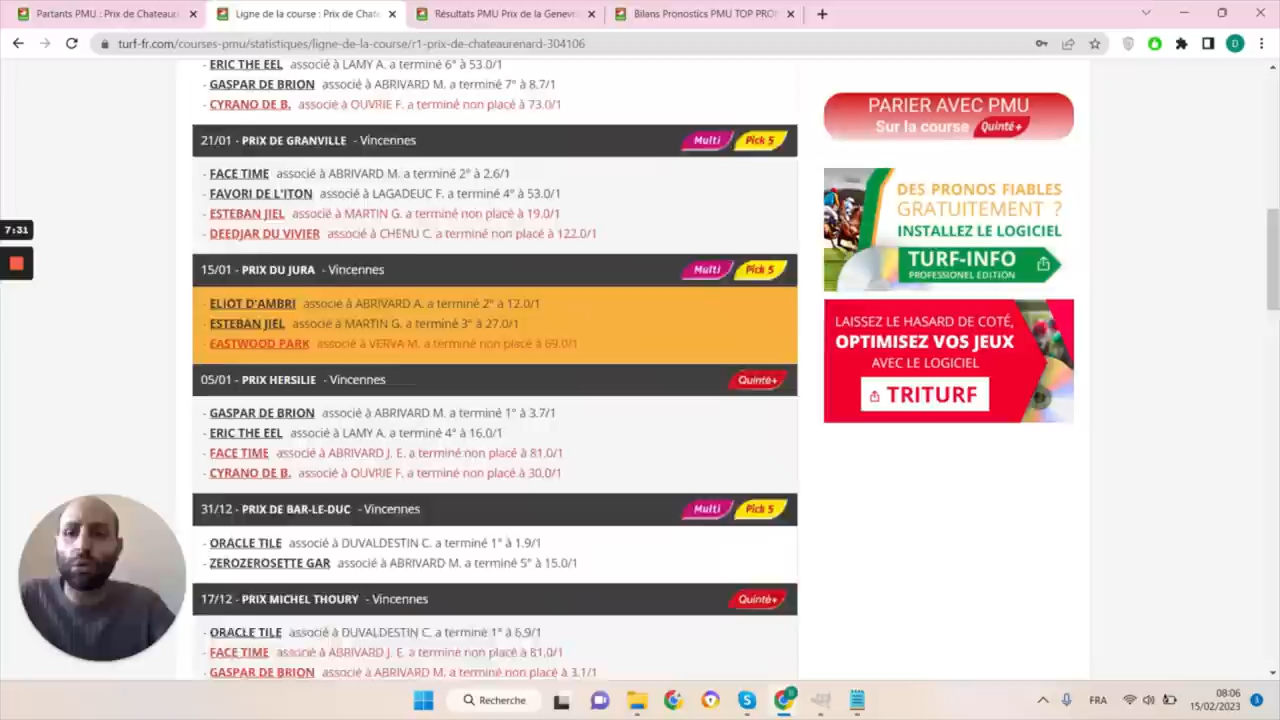 Partants PMU : Prix de Chateaur
Ligne de la course : Prix de Chate
Résultats PMU Prix de la Genev
Bilans Pronostics PMU TOP PRO
turf-fr.com/courses-pmu/statistiques/ligne-de-la-course/r1-prix-de-chateaurenard-304106
D
- ERIC THE EEL associé à LAMY A. a terminé 6° à 53.0/1
- GASPAR DE BRION associé à ABRIVARD M. a terminé 7° à 8.7/1
- CYRANO DE B. associé à OUVRIE F. a terminé non placé à 73.0/1
21/01 - PRIX DE GRANVILLE - Vincennes Multi Pick 5
- FACE TIME associé à ABRIVARD M. a terminé 2° à 2.6/1
- FAVORI DE L'ITON associé à LAGADEUC F. a terminé 4° à 53.0/1
- ESTEBAN JIEL associé à MARTIN G. a terminé non placé à 19.0/1
- DEEDJAR DU VIVIER associé à CHENU C. a terminé non placé à 122.0/1
15/01 - PRIX DU JURA - Vincennes Multi Pick 5
- ELIOT D'AMBRI associé à ABRIVARD A. a terminé 2° à 12.0/1
- ESTEBAN JIEL associé à MARTIN G. a terminé 3° à 27.0/1
- EASTWOOD PARK associé à VERVA M. a terminé non placé à 69.0/1
05/01 - PRIX HERSILIE - Vincennes Quinté+
- GASPAR DE BRION associé à ABRIVARD M. a terminé 1° à 3.7/1
- ERIC THE EEL associé à LAMY A. a terminé 4° à 16.0/1
- FACE TIME associé à ABRIVARD J. E. a terminé non placé à 81.0/1
- CYRANO DE B. associé à OUVRIE F. a terminé non placé à 30.0/1
31/12 - PRIX DE BAR-LE-DUC - Vincennes Multi Pick 5
- ORACLE TILE associé à DUVALDESTIN C. a terminé 1° à 1.9/1
- ZEROZEROSETTE GAR associé à ABRIVARD M. a terminé 5° à 15.0/1
17/12 - PRIX MICHEL THOURY - Vincennes Quinté+
- ORACLE TILE associé à DUVALDESTIN C. a terminé 1° à 6.9/1
- FACE TIME associé à ABRIVARD J. E. a terminé non placé à 81.0/1
- GASPAR DE BRION associé à ABRIVARD M. a terminé non placé à 3.1/1
PARIER AVEC PMU
Sur la course Quinté+
DES PRONOS FIABLES
GRATUITEMENT ?
INSTALLEZ LE LOGICIEL
TURF-INFO
PROFESSIONEL EDITION
LAISSEZ LE HASARD DE COTÉ,
OPTIMISEZ VOS JEUX
AVEC LE LOGICIEL
TRITURF
7:31
Recherche
FRA
08:06
15/02/2023